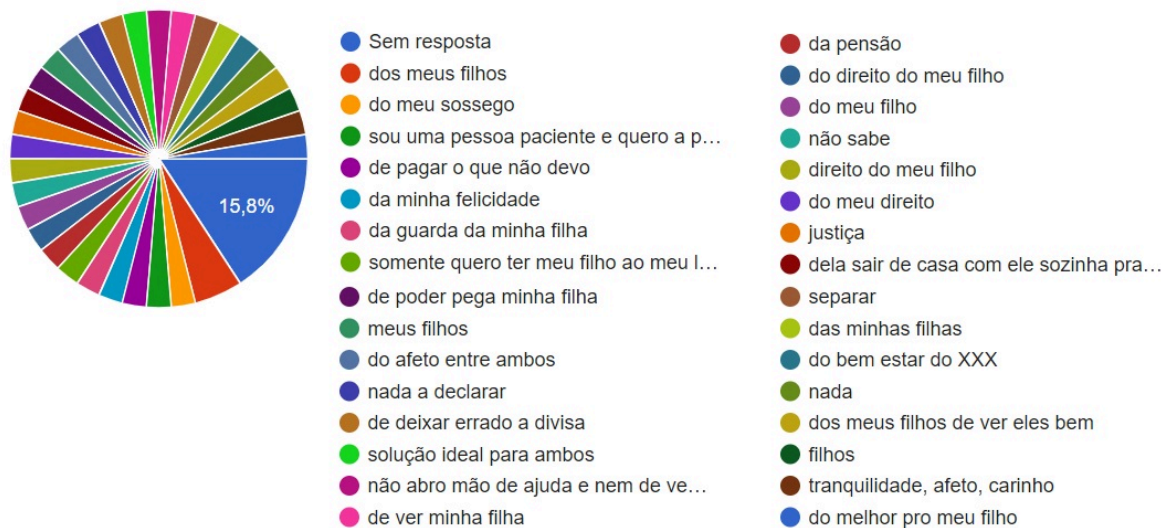 15,8%
Sem resposta
dos meus filhos
do meu sossego
sou uma pessoa paciente e quero a p…
de pagar o que não devo
da minha felicidade
da guarda da minha filha
somente quero ter meu filho ao meu l…
de poder pega minha filha
meus filhos
do afeto entre ambos
nada a declarar
de deixar errado a divisa
solução ideal para ambos
não abro mão de ajuda e nem de ve…
de ver minha filha
da pensão
do direito do meu filho
do meu filho
não sabe
direito do meu filho
do meu direito
justiça
dela sair de casa com ele sozinha pra…
separar
das minhas filhas
do bem estar do XXX
nada
dos meus filhos de ver eles bem
filhos
tranquilidade, afeto, carinho
do melhor pro meu filho